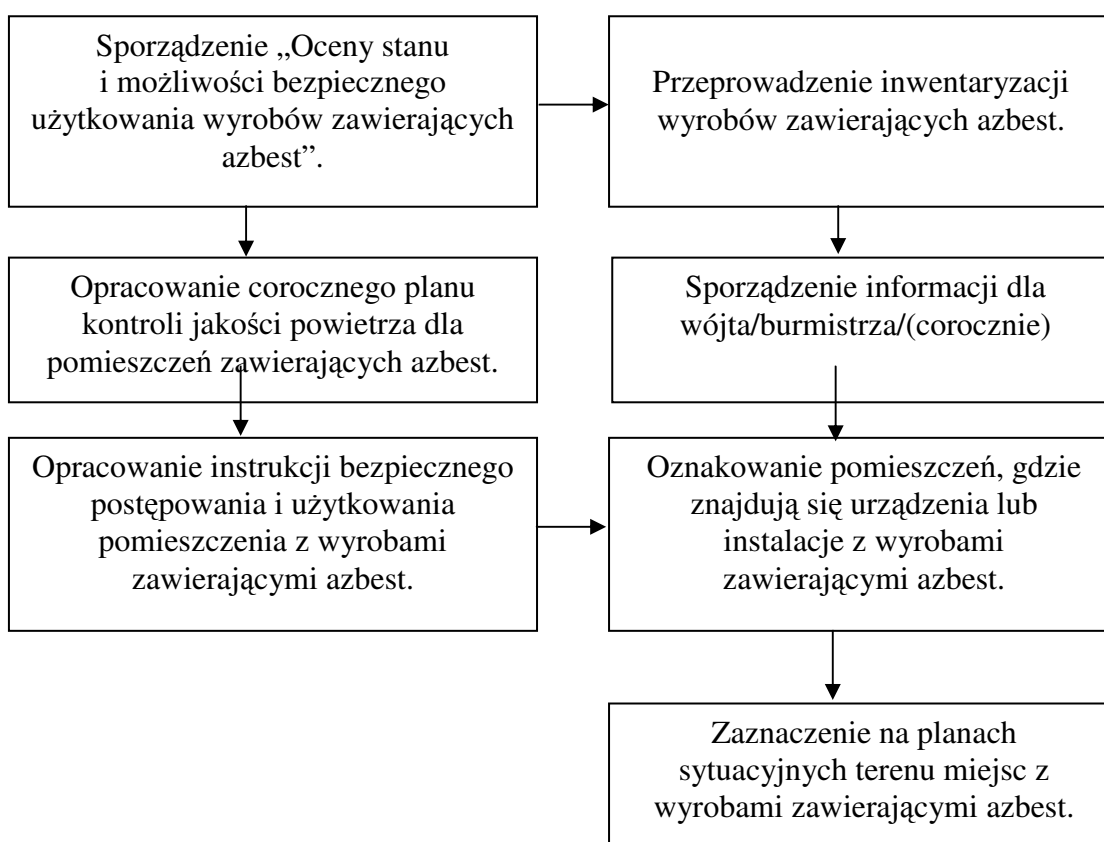 Sporządzenie „Oceny stanu
i możliwości bezpiecznego
użytkowania wyrobów zawierających
azbest”.
Przeprowadzenie inwentaryzacji
wyrobów zawierających azbest.
Opracowanie corocznego planu
kontroli jakości powietrza dla
pomieszczeń zawierających azbest.
Sporządzenie informacji dla
wójta/burmistrza/(corocznie)
Opracowanie instrukcji bezpiecznego
postępowania i użytkowania
pomieszczenia z wyrobami
zawierającymi azbest.
Oznakowanie pomieszczeń, gdzie
znajdują się urządzenia lub
instalacje z wyrobami
zawierającymi azbest.
Zaznaczenie na planach
sytuacyjnych terenu miejsc z
wyrobami zawierającymi azbest.